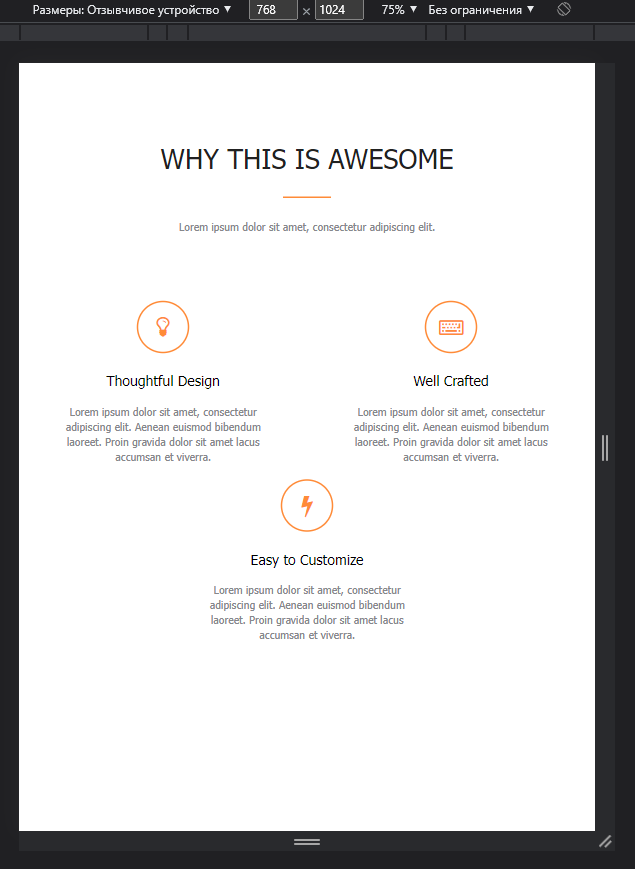 Размеры: Отзывчивое устройство ▼ 768 × 1024 75% ▼ Без ограничения ▼
WHY THIS IS AWESOME
Lorem ipsum dolor sit amet, consectetur adipiscing elit.
Thoughtful Design
Lorem ipsum dolor sit amet, consectetur
adipiscing elit. Aenean euismod bibendum
laoreet. Proin gravida dolor sit amet lacus
accumsan et viverra.
Well Crafted
Lorem ipsum dolor sit amet, consectetur
adipiscing elit. Aenean euismod bibendum
laoreet. Proin gravida dolor sit amet lacus
accumsan et viverra.
Easy to Customize
Lorem ipsum dolor sit amet, consectetur
adipiscing elit. Aenean euismod bibendum
laoreet. Proin gravida dolor sit amet lacus
accumsan et viverra.